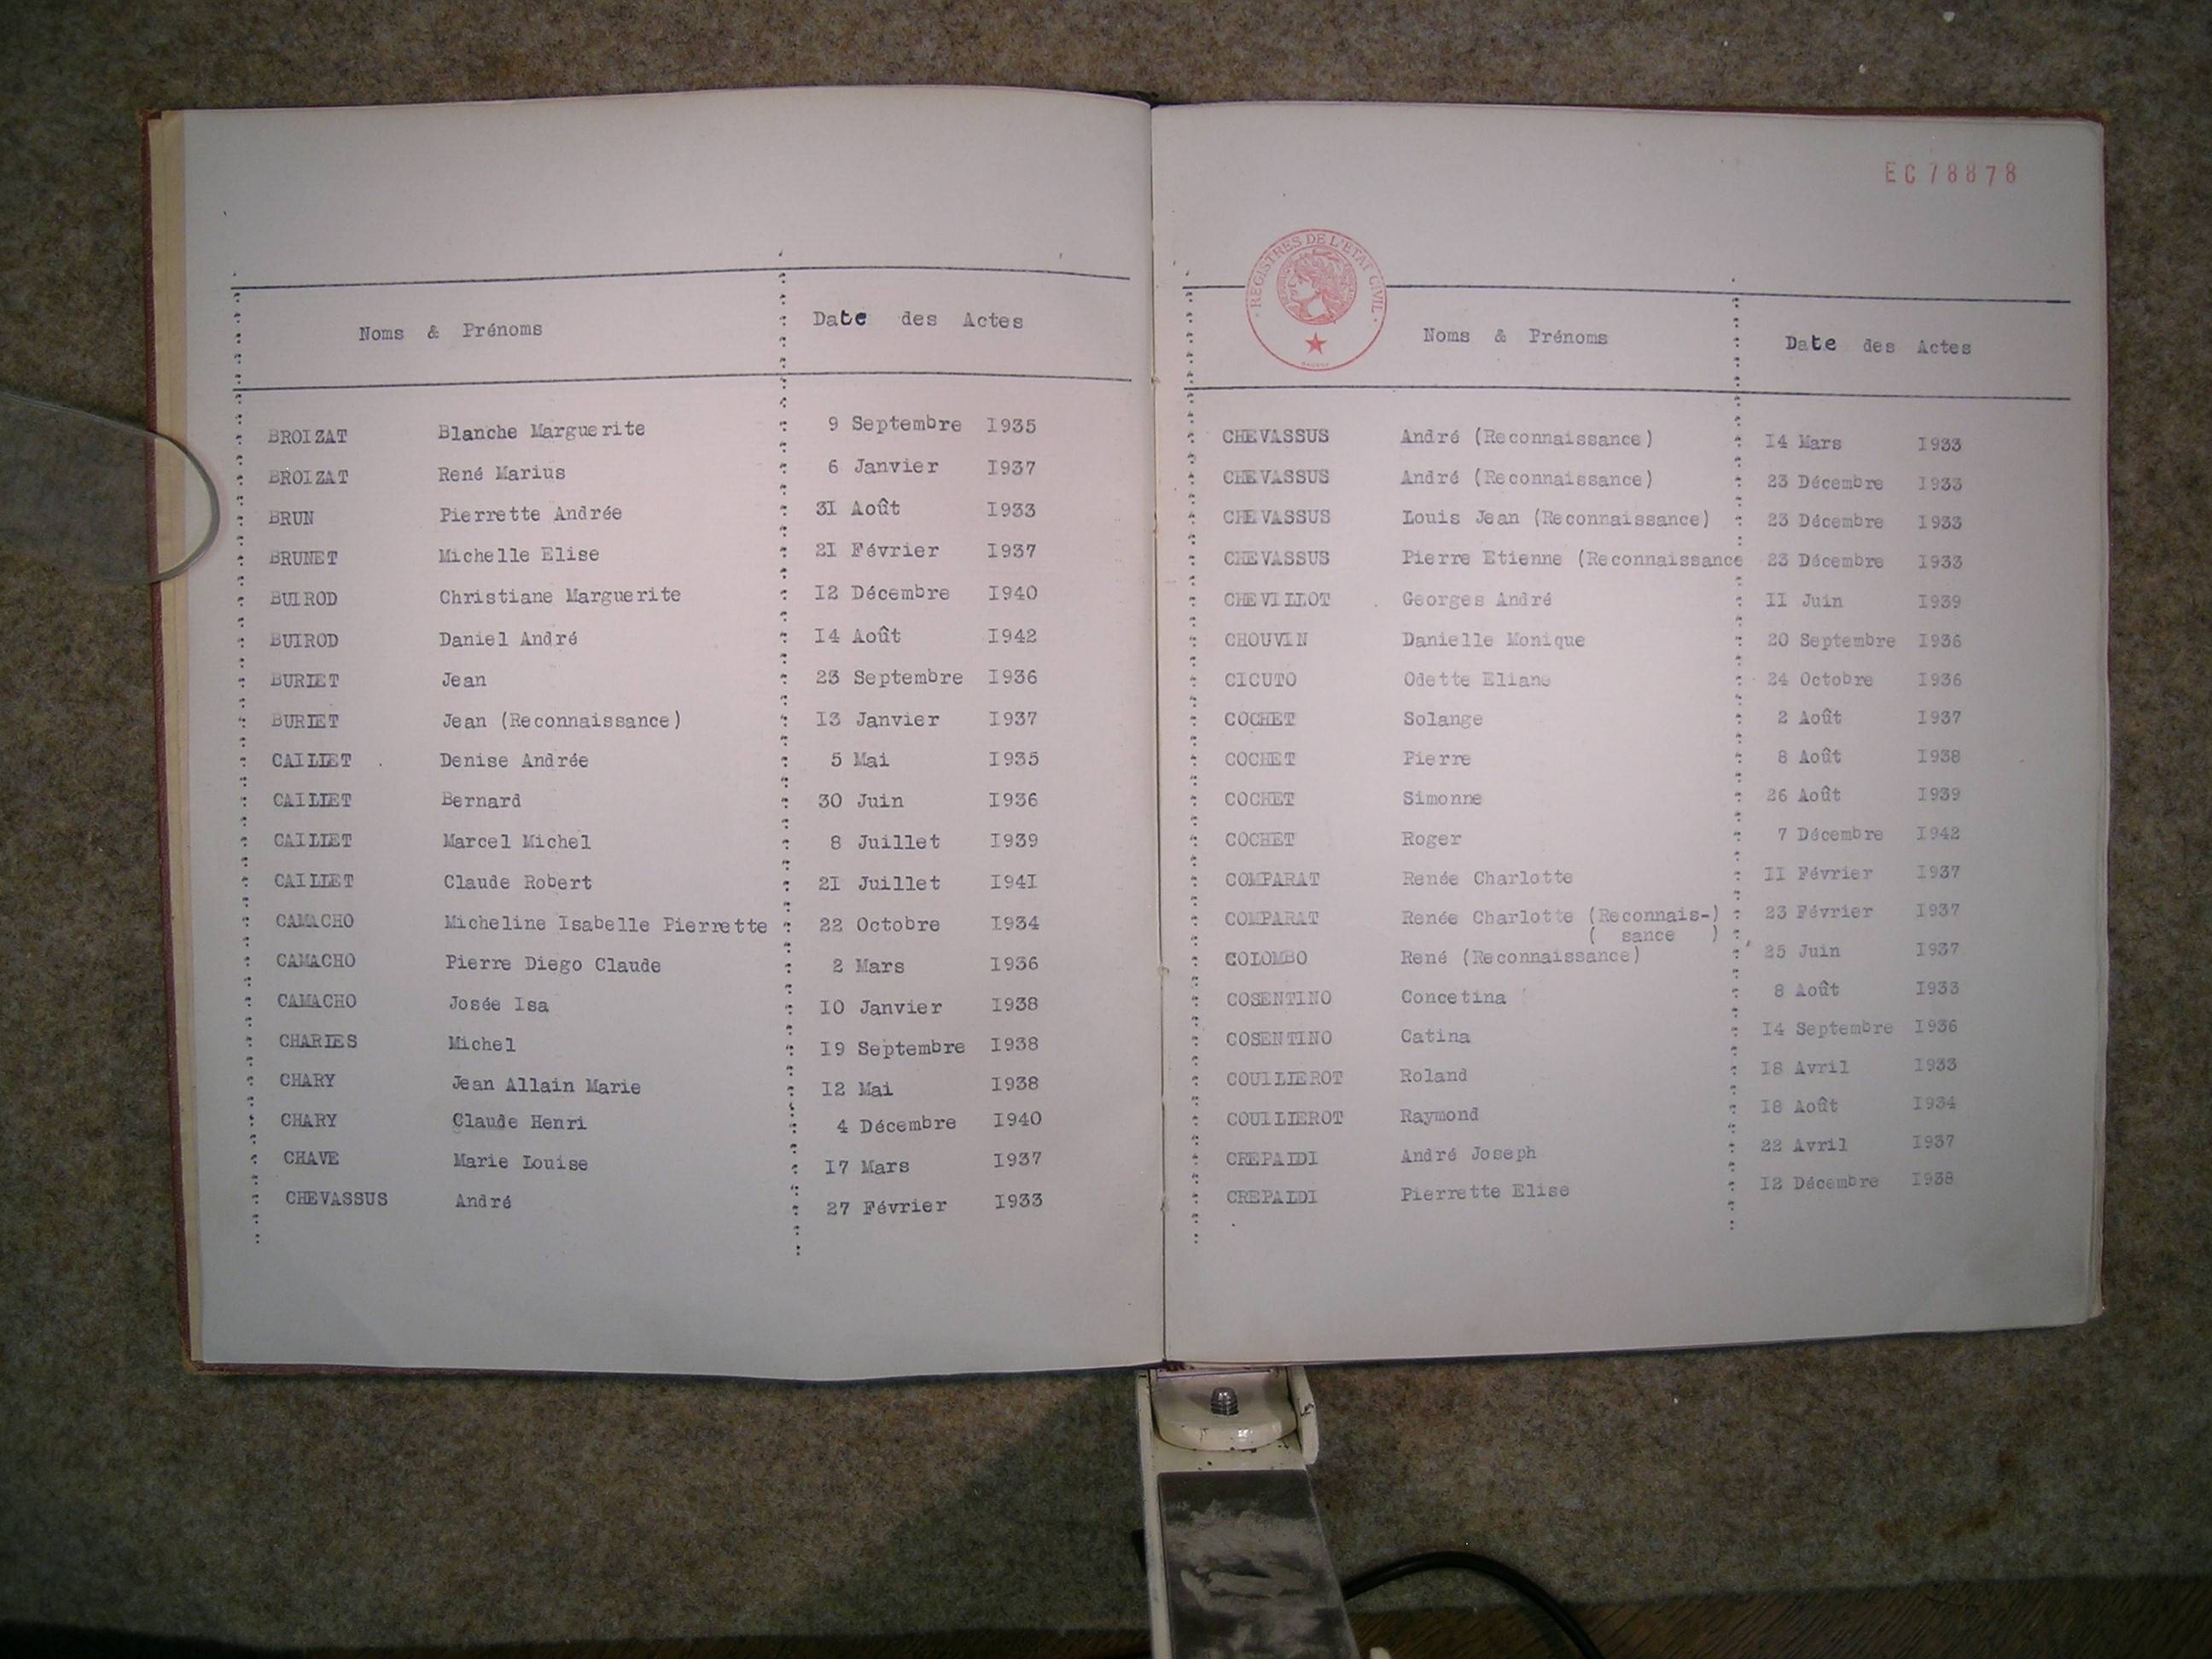 Noms & Prénoms Date des Actes
BROIZAT Blanche Marguerite 9 Septembre 1935
BROIZAT René Marius 6 Janvier 1937
BRUN Pierrette Andrée 31 Août 1933
BRUNET Michelle Elise 21 Février 1937
BUIROD Christiane Marguerite 12 Décembre 1940
BUIROD Daniel André 14 Août 1942
BURLET Jean 23 Septembre 1936
BURLET Jean (Reconnaissance) 13 Janvier 1937
CAILLET Denise Andrée 5 Mai 1935
CAILLET Bernard 30 Juin 1936
CAILLET Marcel Michel 8 Juillet 1939
CAILLET Claude Robert 21 Juillet 1941
CAMACHO Micheline Isabelle Pierrette 22 Octobre 1934
CAMACHO Pierre Diego Claude 2 Mars 1936
CAMACHO Josée Isa 10 Janvier 1938
CHARLES Michel 19 Septembre 1938
CHARY Jean Allain Marie 12 Mai 1938
CHARY Claude Henri 4 Décembre 1940
CHAVE Marie Louise 17 Mars 1937
CHEVASSUS André 27 Février 1933
EC78878
REGISTRES DE L'ETAT CIVIL
Noms & Prénoms Date des Actes
CHEVASSUS André (Reconnaissance) 14 Mars 1933
CHEVASSUS André (Reconnaissance) 23 Décembre 1933
CHEVASSUS Louis Jean (Reconnaissance) 23 Décembre 1933
CHEVASSUS Pierre Etienne (Reconnaissance 23 Décembre 1933
CHEVILLOT Georges André 11 Juin 1939
CHOUVIN Danielle Monique 20 Septembre 1936
CICUTO Odette Eliane 24 Octobre 1936
COCHET Solange 2 Août 1937
COCHET Pierre 8 Août 1938
COCHET Simonne 26 Août 1939
COCHET Roger 7 Décembre 1942
COMPARAT Renée Charlotte 11 Février 1937
COMPARAT Renée Charlotte (Reconnais-) 23 Février 1937
( sance )
COLOMBO René (Reconnaissance) 25 Juin 1937
COSENTINO Concetina 8 Août 1933
COSENTINO Catina 14 Septembre 1936
COUILLEROT Roland 18 Avril 1933
COUILLEROT Raymond 18 Août 1934
CREPALDI André Joseph 22 Avril 1937
CREPALDI Pierrette Elise 12 Décembre 1938